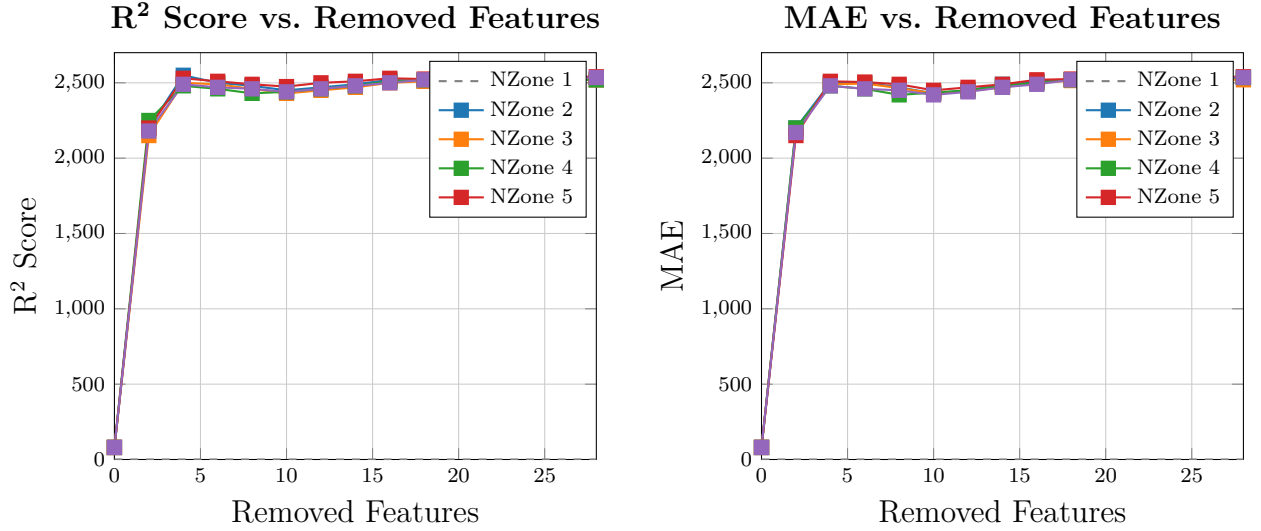 R² Score vs. Removed Features
2,500
2,000
1,500
1,000
500
0
R² Score
0 5 10 15 20 25
Removed Features
NZone 1
NZone 2
NZone 3
NZone 4
NZone 5
MAE vs. Removed Features
2,500
2,000
1,500
1,000
500
0
MAE
0 5 10 15 20 25
Removed Features
NZone 1
NZone 2
NZone 3
NZone 4
NZone 5